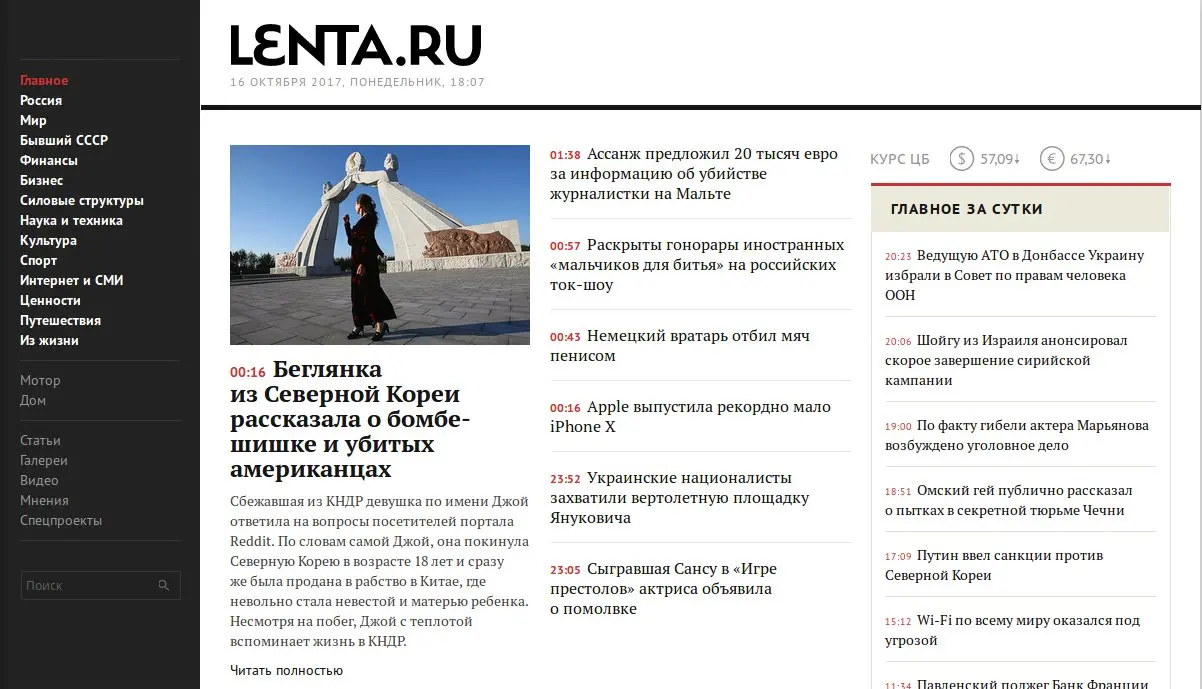 Главное
Россия
Мир
Бывший СССР
Финансы
Бизнес
Силовые структуры
Наука и техника
Культура
Спорт
Интернет и СМИ
Ценности
Путешествия
Из жизни
Мотор
Дом
Статьи
Галереи
Видео
Мнения
Спецпроекты
Поиск
LENTA.RU
16 ОКТЯБРЯ 2017, ПОНЕДЕЛЬНИК, 18:07
00:16 Беглянка
из Северной Кореи
рассказала о бомбе-
шишке и убитых
американцах
Сбежавшая из КНДР девушка по имени Джой
ответила на вопросы посетителей портала
Reddit. По словам самой Джой, она покинула
Северную Корею в возрасте 18 лет и сразу
же была продана в рабство в Китае, где
невольно стала невестой и матерью ребенка.
Несмотря на побег, Джой с теплотой
вспоминает жизнь в КНДР.
Читать полностью
01:38 Ассанж предложил 20 тысяч евро
за информацию об убийстве
журналистки на Мальте
00:57 Раскрыты гонорары иностранных
«мальчиков для битья» на российских
ток-шоу
00:43 Немецкий вратарь отбил мяч
пенисом
00:16 Apple выпустила рекордно мало
iPhone X
23:52 Украинские националисты
захватили вертолетную площадку
Януковича
23:05 Сыгравшая Сансу в «Игре
престолов» актриса объявила
о помолвке
КУРС ЦБ $ 57,09↓ € 67,30↓
ГЛАВНОЕ ЗА СУТКИ
20:23 Ведущую АТО в Донбассе Украину
избрали в Совет по правам человека
ООН
20:06 Шойгу из Израиля анонсировал
скорое завершение сирийской
кампании
19:00 По факту гибели актера Марьянова
возбуждено уголовное дело
18:51 Омский гей публично рассказал
о пытках в секретной тюрьме Чечни
17:09 Путин ввел санкции против
Северной Кореи
15:12 Wi-Fi по всему миру оказался под
угрозой
11:34 Павленский поджег Банк Франции